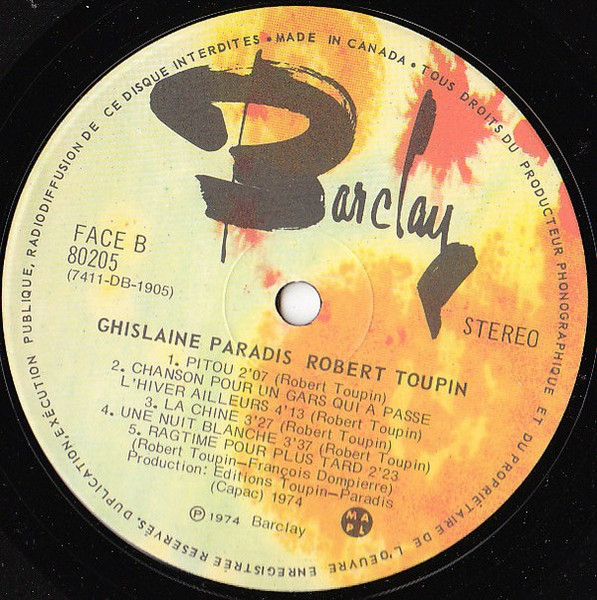 TOUS DROITS DU PRODUCTEUR PHONOGRAPHIQUE ET DU PROPRIÉTAIRE DE L'OEUVRE ENREGISTRÉE RESERVÉS, DUPLICATION, EXÉCUTION PUBLIQUE, RADIODIFFUSION DE CE DISQUE INTERDITES • MADE IN CANADA •
Barclay
FACE B
80205
(7411-DB-1905)
STEREO
GHISLAINE PARADIS ROBERT TOUPIN
1. PITOU 2'07 (Robert Toupin)
2. CHANSON POUR UN GARS QUI A PASSE
L'HIVER AILLEURS 4'13 (Robert Toupin)
3. LA CHINE 3'27 (Robert Toupin)
4. UNE NUIT BLANCHE 3'37 (Robert Toupin)
5. RAGTIME POUR PLUS TARD 2'23
(Robert Toupin-François Dompierre)
Production: Editions Toupin-Paradis
(Capac) 1974
Ⓟ 1974 Barclay
MAPL